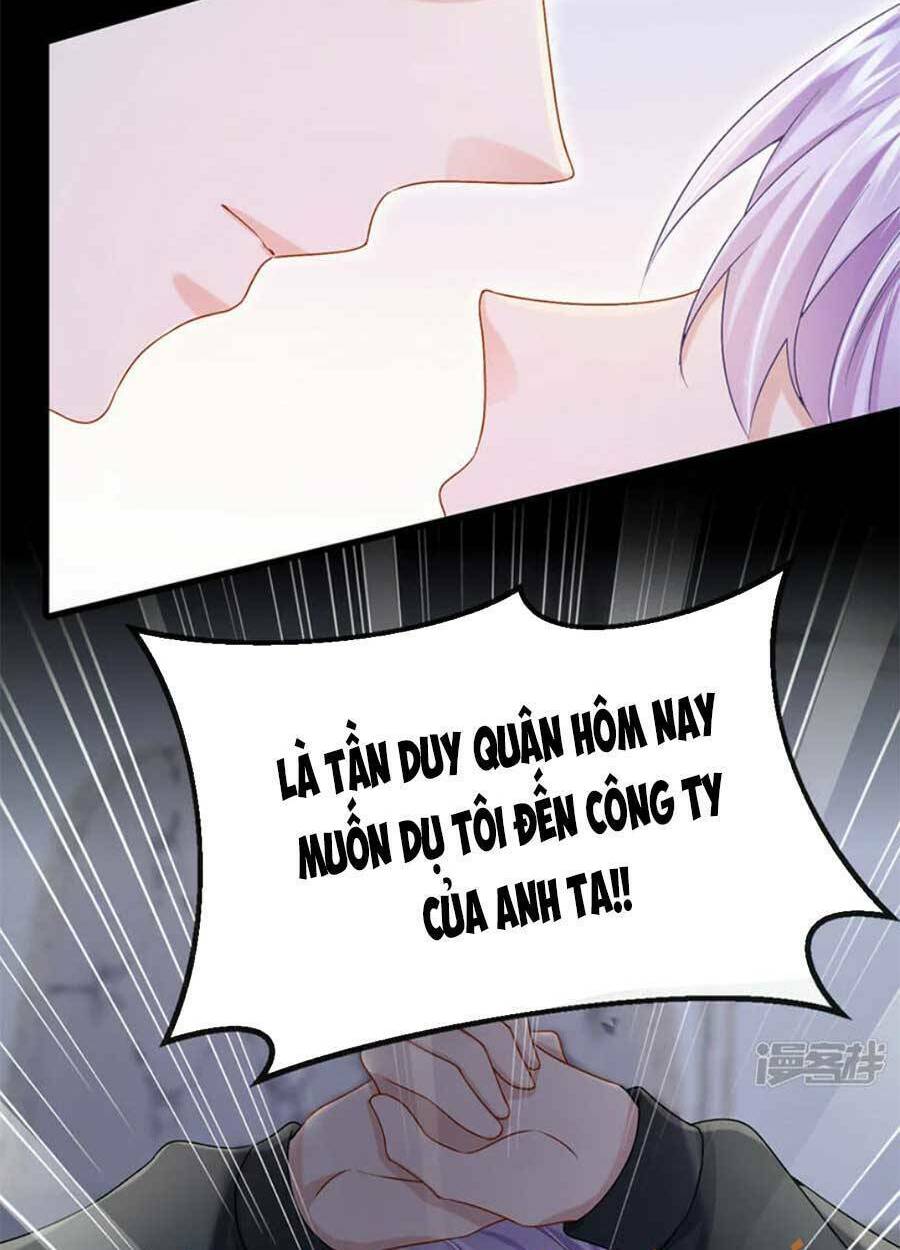 LÀ TẦN DUY QUÂN HÔM NAY
MUỐN DỤ TÔI ĐẾN CÔNG TY
CỦA ANH TA!!
漫客栈